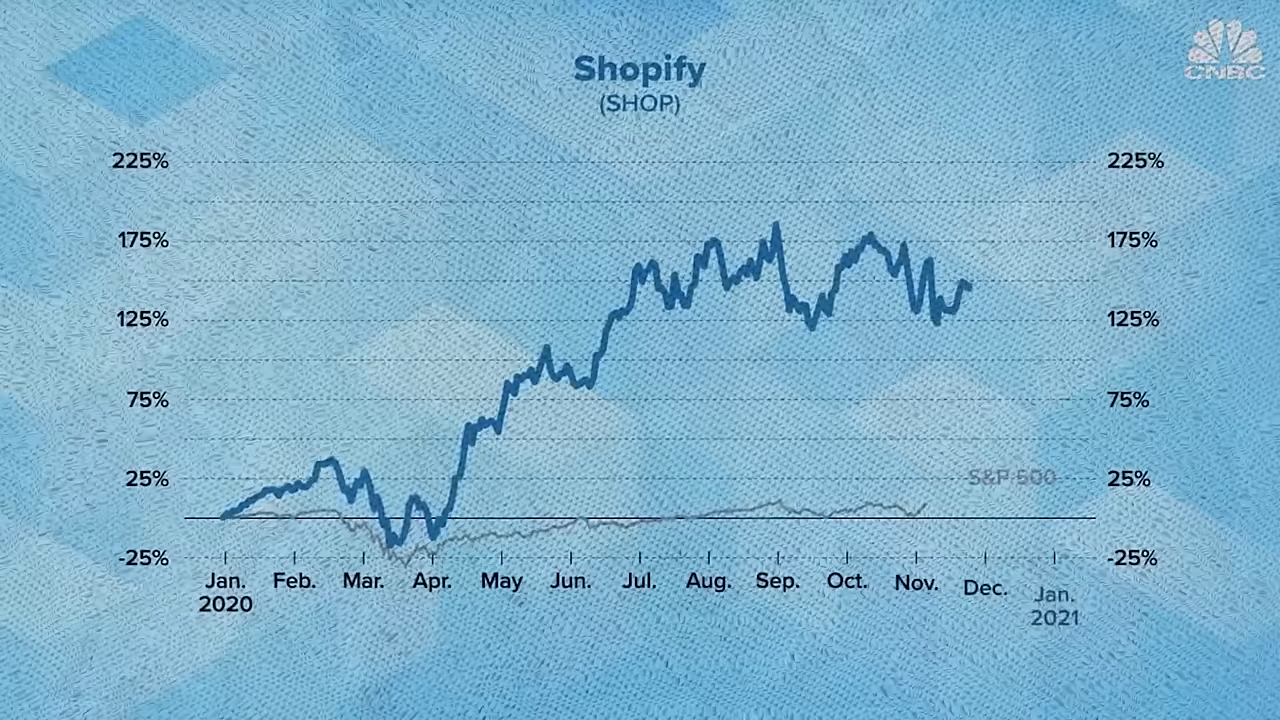 CNBC
Shopify
(SHOP)
225% 225%
175% 175%
125% 125%
75% 75%
25% S&P 500 25%
-25% -25%
Jan. Feb. Mar. Apr. May Jun. Jul. Aug. Sep. Oct. Nov. Dec. Jan.
2020 2021